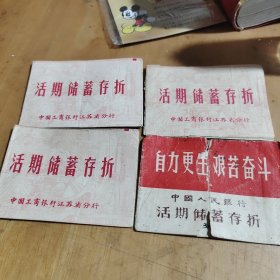 活期储蓄存折
中国工商银行江苏省分行
活期储蓄存折
中国工商银行江苏省分行
活期储蓄存折
中国工商银行江苏省分行
自力更生 艰苦奋斗
中国人民银行
活期储蓄存折